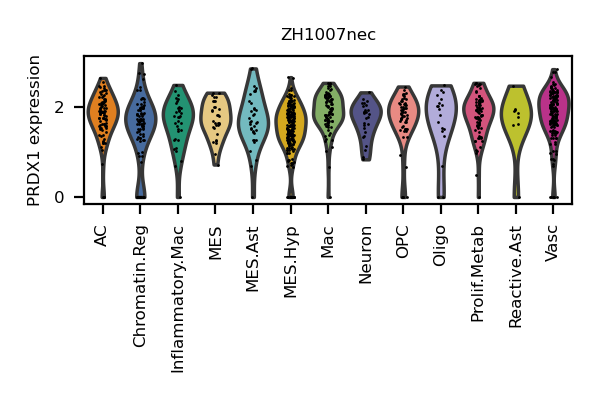 ZH1007nec
PRDX1 expression
2
0
AC
Chromatin.Reg
Inflammatory.Mac
MES
MES.Ast
MES.Hyp
Mac
Neuron
OPC
Oligo
Prolif.Metab
Reactive.Ast
Vasc